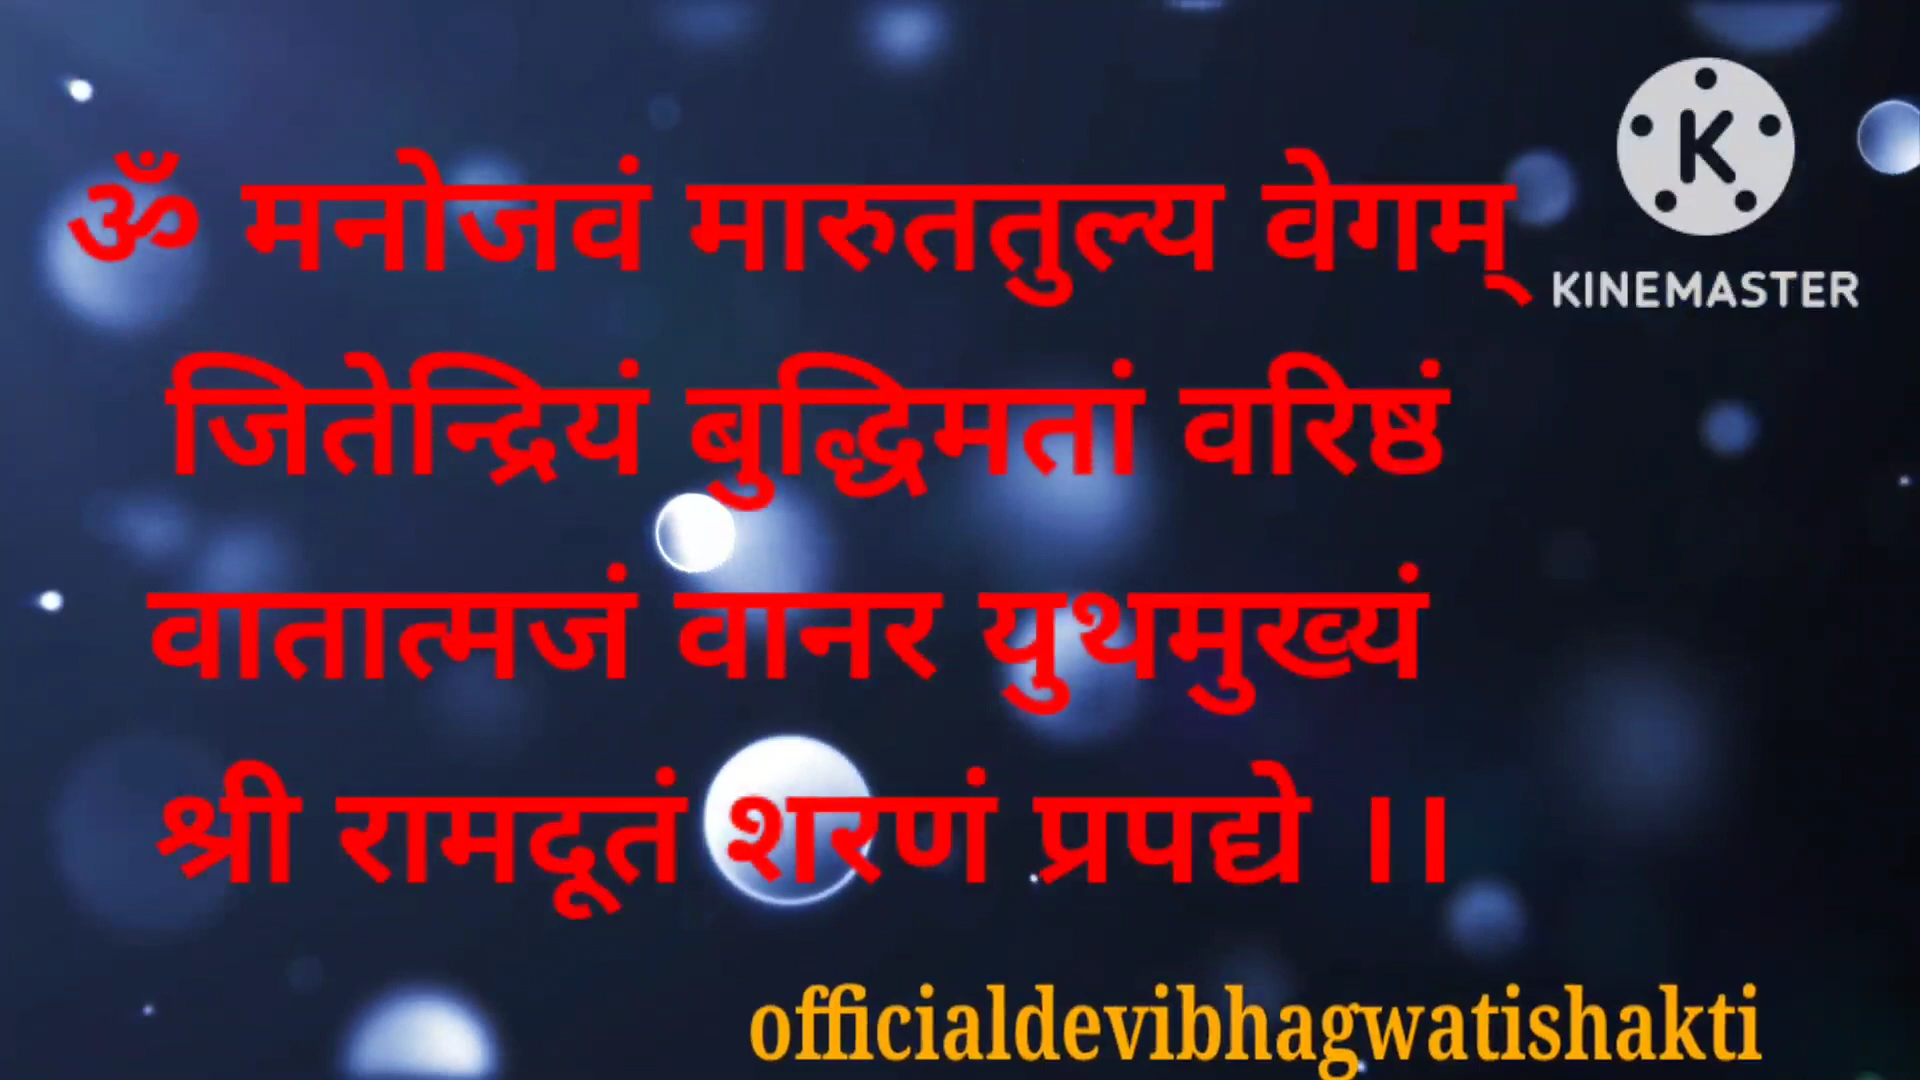 ॐ मनोजवं मारुततुल्य वेगम्
जितेन्द्रियं बुद्धिमतां वरिष्ठं
वातात्मजं वानर युथमुख्यं
श्री रामदूतं शरणं प्रपद्ये ।।
K
KINEMASTER
officialdevibhagwatishakti